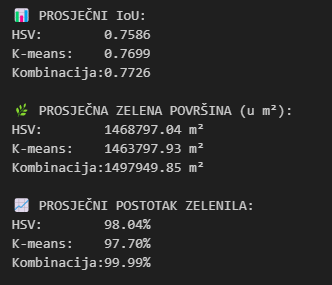 📊 PROSJEČNI IoU:
HSV:        0.7586
K-means:    0.7699
Kombinacija:0.7726
🌿 PROSJEČNA ZELENA POVRŠINA (u m²):
HSV:        1468797.04 m²
K-means:    1463797.93 m²
Kombinacija:1497949.85 m²
📈 PROSJEČNI POSTOTAK ZELENILA:
HSV:        98.04%
K-means:    97.70%
Kombinacija:99.99%